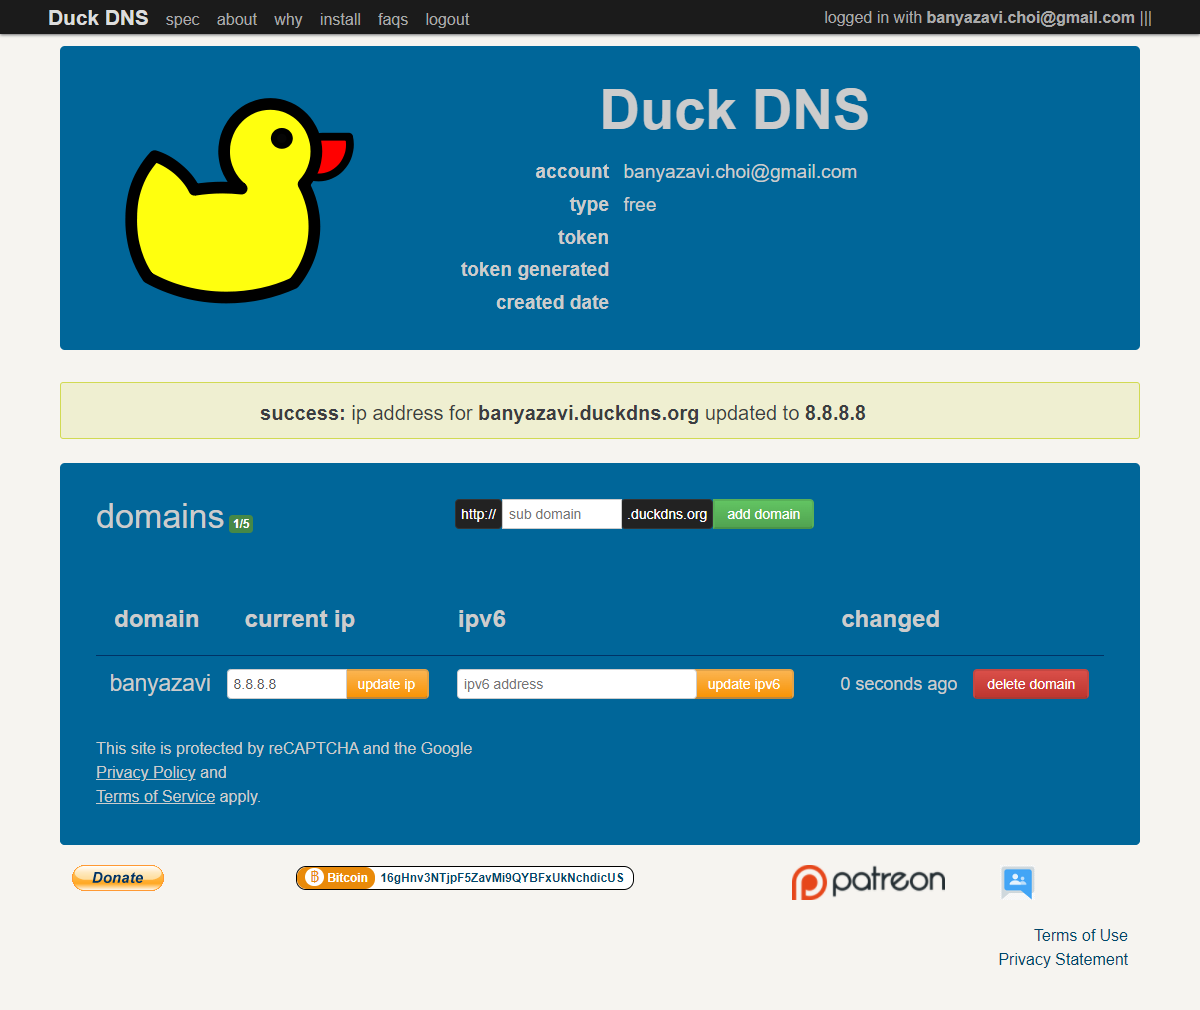 Duck DNS spec about why install faqs logout logged in with banyazavi.choi@gmail.com |||
Duck DNS
account banyazavi.choi@gmail.com
type free
token
token generated
created date
success: ip address for banyazavi.duckdns.org updated to 8.8.8.8
domains 1/5 http:// sub domain .duckdns.org add domain
domain current ip ipv6 changed
banyazavi 8.8.8.8 update ip ipv6 address update ipv6 0 seconds ago delete domain
This site is protected by reCAPTCHA and the Google
Privacy Policy and
Terms of Service apply.
Donate Bitcoin 16gHnv3NTjpF5ZavMi9QYBFxUkNchdicUS patreon
Terms of Use
Privacy Statement